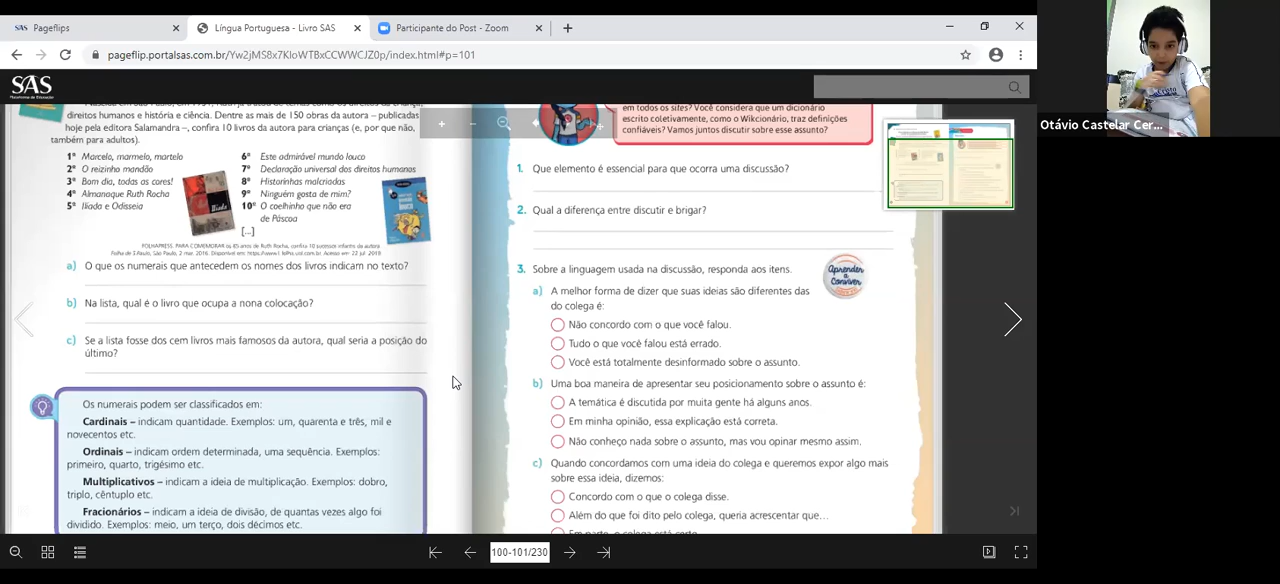 SAS Pageflips
Língua Portuguesa - Livro SAS
Participante do Post - Zoom
pageflip.portalsas.com.br/Yw2jMS8x7KIoWTBxCCWWCJZ0p/index.html#p=101
SAS
Plataforma de Educação
direitos humanos e história e ciência. Dentre as mais de 150 obras da autora – publicadas
hoje pela editora Salamandra –, confira 10 livros da autora para crianças (e, por que não,
também para adultos).
1º Marcelo, marmelo, martelo
2º O reizinho mandão
3º Bom dia, todas as cores!
4º Almanaque Ruth Rocha
5º Ilíada e Odisseia
6º Este admirável mundo louco
7º Declaração universal dos direitos humanos
8º Historinhas malcriadas
9º Ninguém gosta de mim?
10º O coelhinho que não era
de Páscoa
[...]
a) O que os numerais que antecedem os nomes dos livros indicam no texto?
b) Na lista, qual é o livro que ocupa a nona colocação?
c) Se a lista fosse dos cem livros mais famosos da autora, qual seria a posição do
último?
Os numerais podem ser classificados em:
Cardinais – indicam quantidade. Exemplos: um, quarenta e três, mil e
novecentos etc.
Ordinais – indicam ordem determinada, uma sequência. Exemplos:
primeiro, quarto, trigésimo etc.
Multiplicativos – indicam a ideia de multiplicação. Exemplos: dobro,
triplo, cêntuplo etc.
Fracionários – indicam a ideia de divisão, de quantas vezes algo foi
dividido. Exemplos: meio, um terço, dois décimos etc.
em todos os sites? Você considera que um dicionário
escrito coletivamente, como o Wikcionário, traz definições
confiáveis? Vamos juntos discutir sobre esse assunto?
1. Que elemento é essencial para que ocorra uma discussão?
2. Qual a diferença entre discutir e brigar?
3. Sobre a linguagem usada na discussão, responda aos itens.
Aprender
a
Conviver
a) A melhor forma de dizer que suas ideias são diferentes das
do colega é:
Não concordo com o que você falou.
Tudo o que você falou está errado.
Você está totalmente desinformado sobre o assunto.
b) Uma boa maneira de apresentar seu posicionamento sobre o assunto é:
A temática é discutida por muita gente há alguns anos.
Em minha opinião, essa explicação está correta.
Não conheço nada sobre o assunto, mas vou opinar mesmo assim.
c) Quando concordamos com uma ideia do colega e queremos expor algo mais
sobre essa ideia, dizemos:
Concordo com o que o colega disse.
Além do que foi dito pelo colega, queria acrescentar que...
Em parte, o colega está certo
100-101/230
Otávio Castelar Cer...